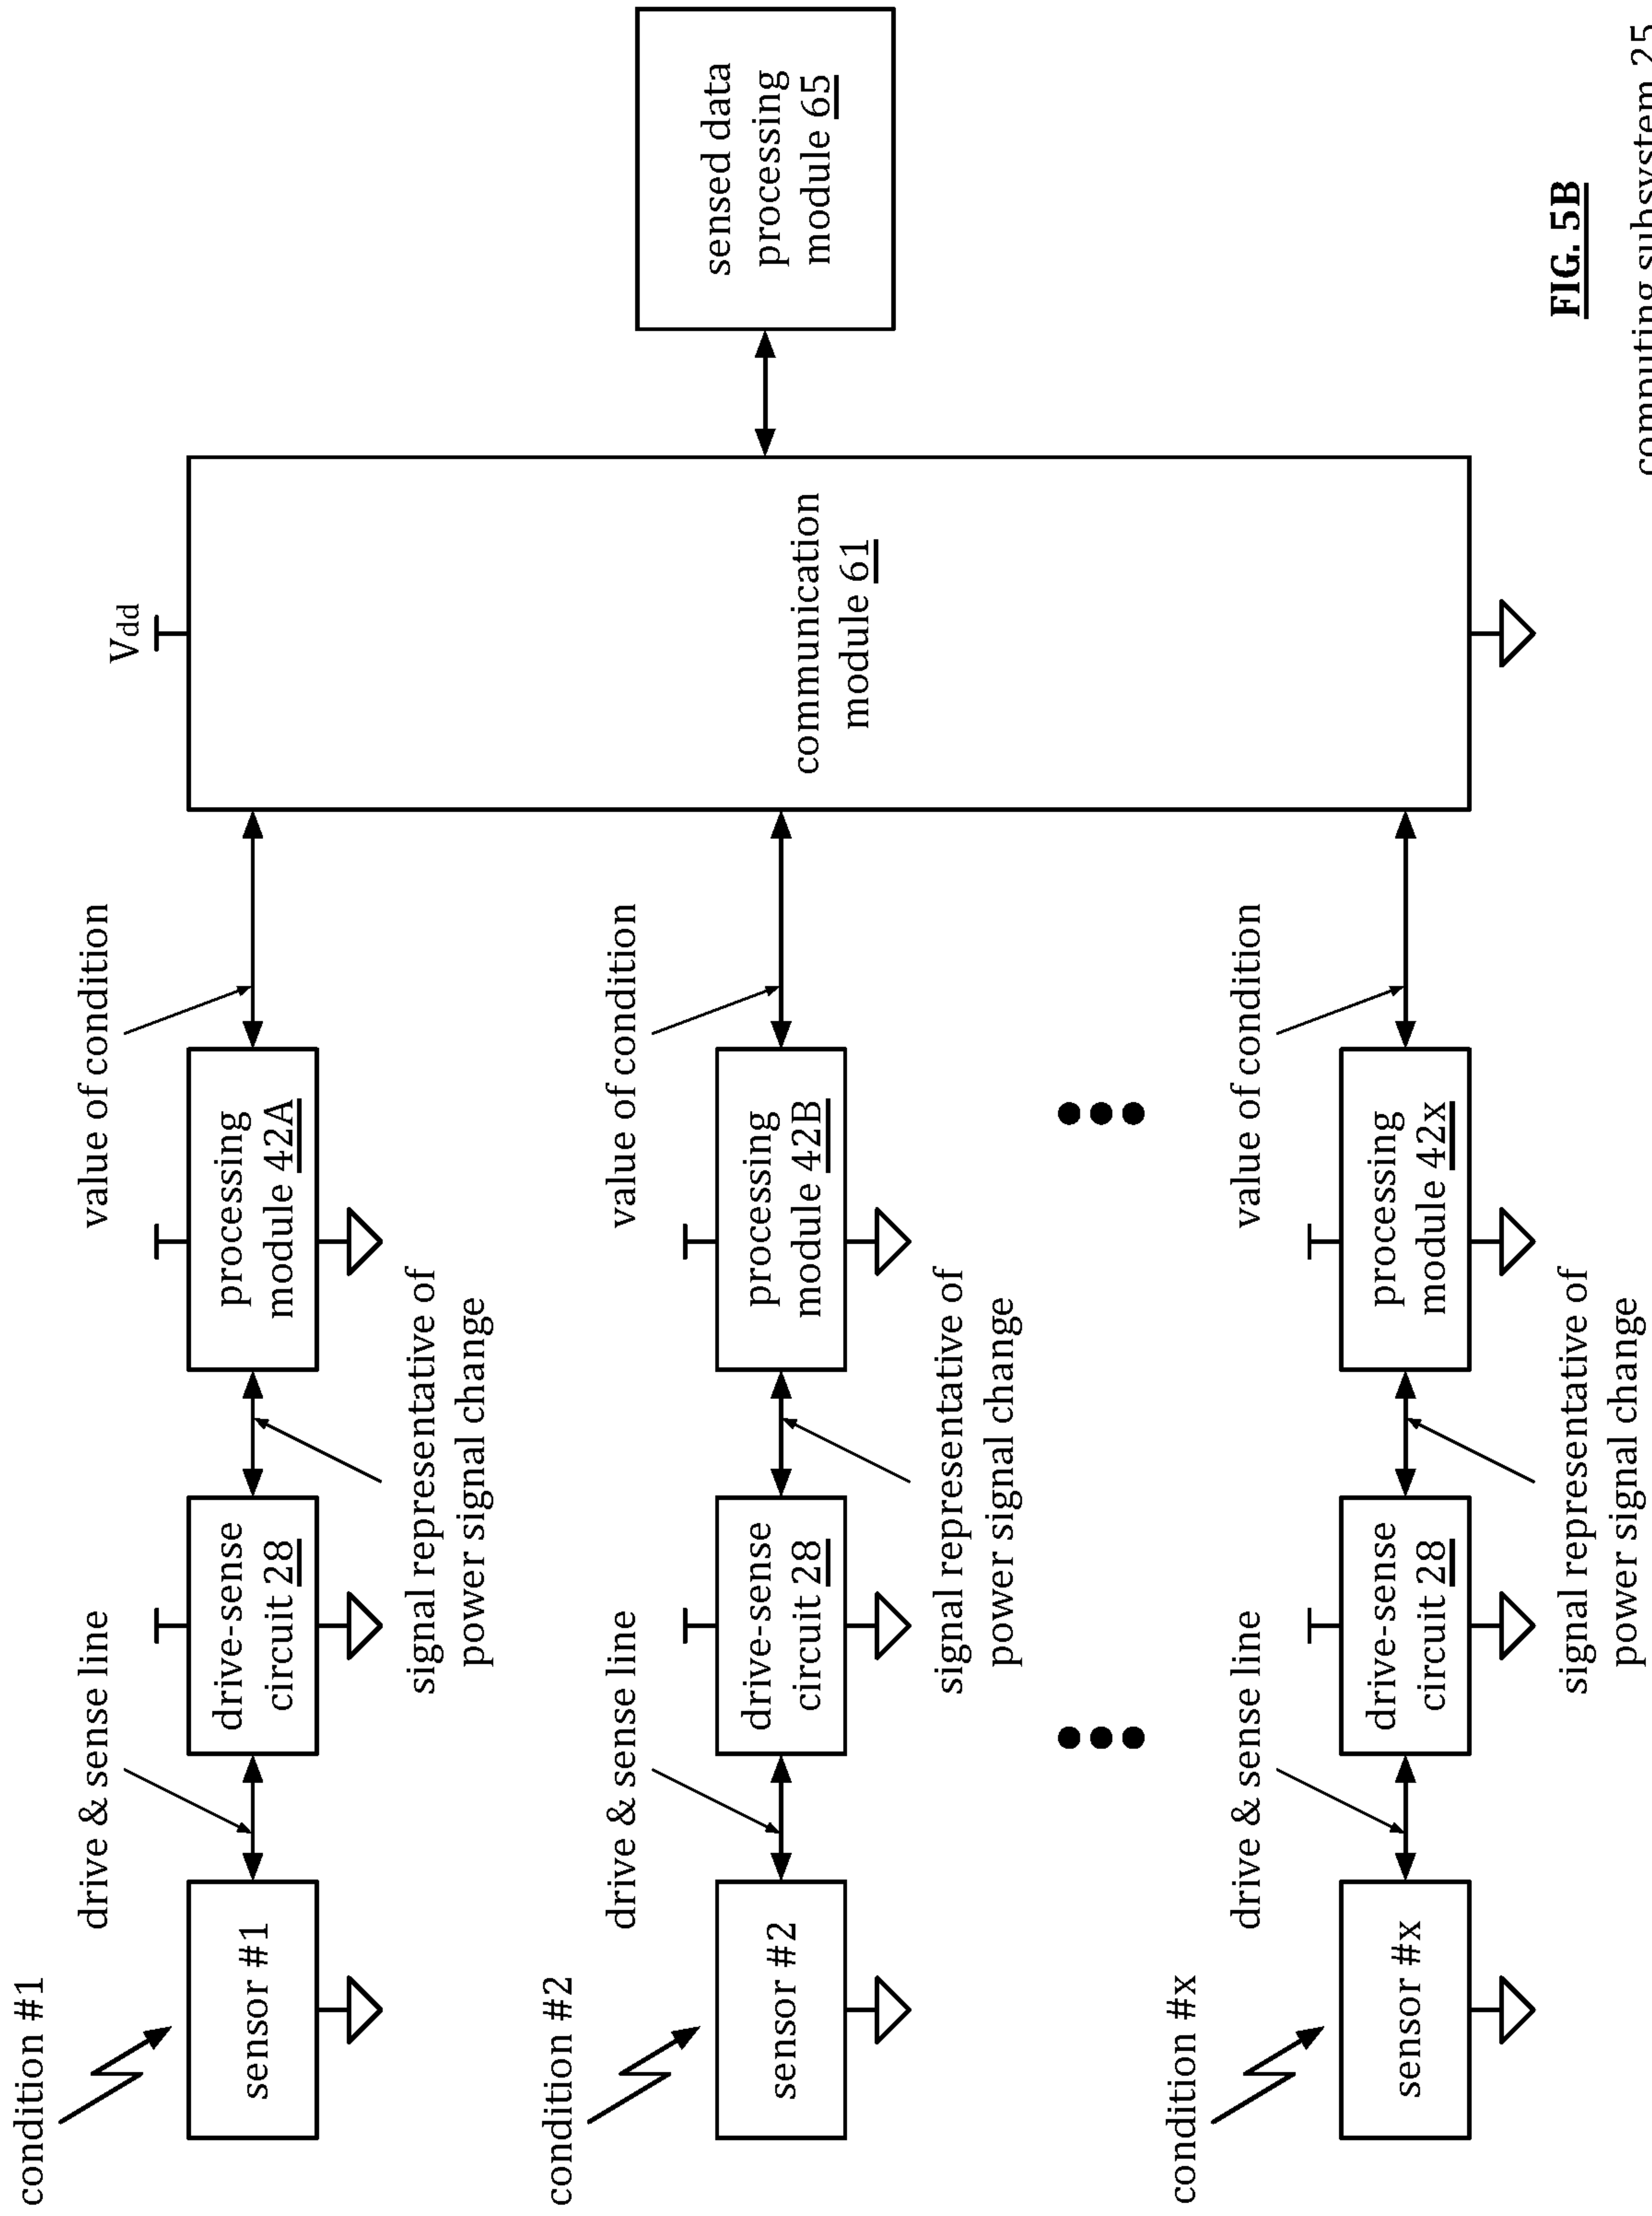 condition #1
drive & sense line
value of condition
Vdd
sensor #1
drive-sense
circuit 28
processing
module 42A
signal representative of
power signal change
condition #2
drive & sense line
value of condition
sensor #2
drive-sense
circuit 28
processing
module 42B
signal representative of
power signal change
communication
module 61
sensed data
processing
module 65
condition #x
drive & sense line
value of condition
sensor #x
drive-sense
circuit 28
processing
module 42x
signal representative of
power signal change
FIG. 5B
computing subsystem 25